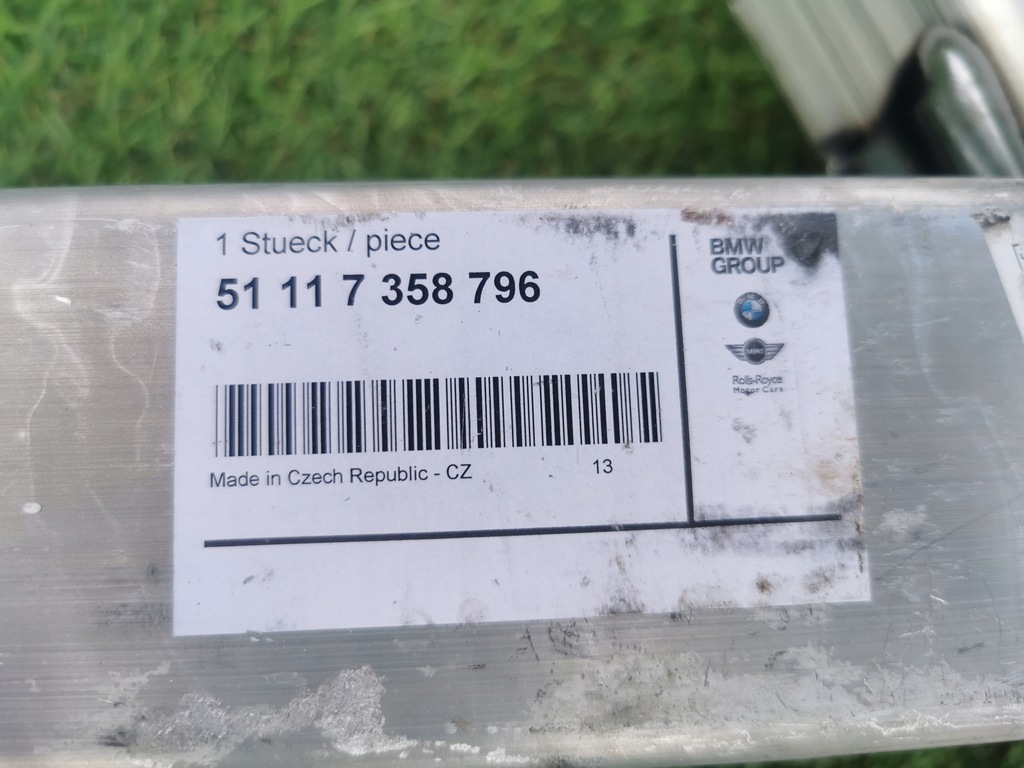 1 Stueck / piece
51 11 7 358 796
Made in Czech Republic - CZ 13
BMW
GROUP
MINI
Rolls-Royce
Motor Cars